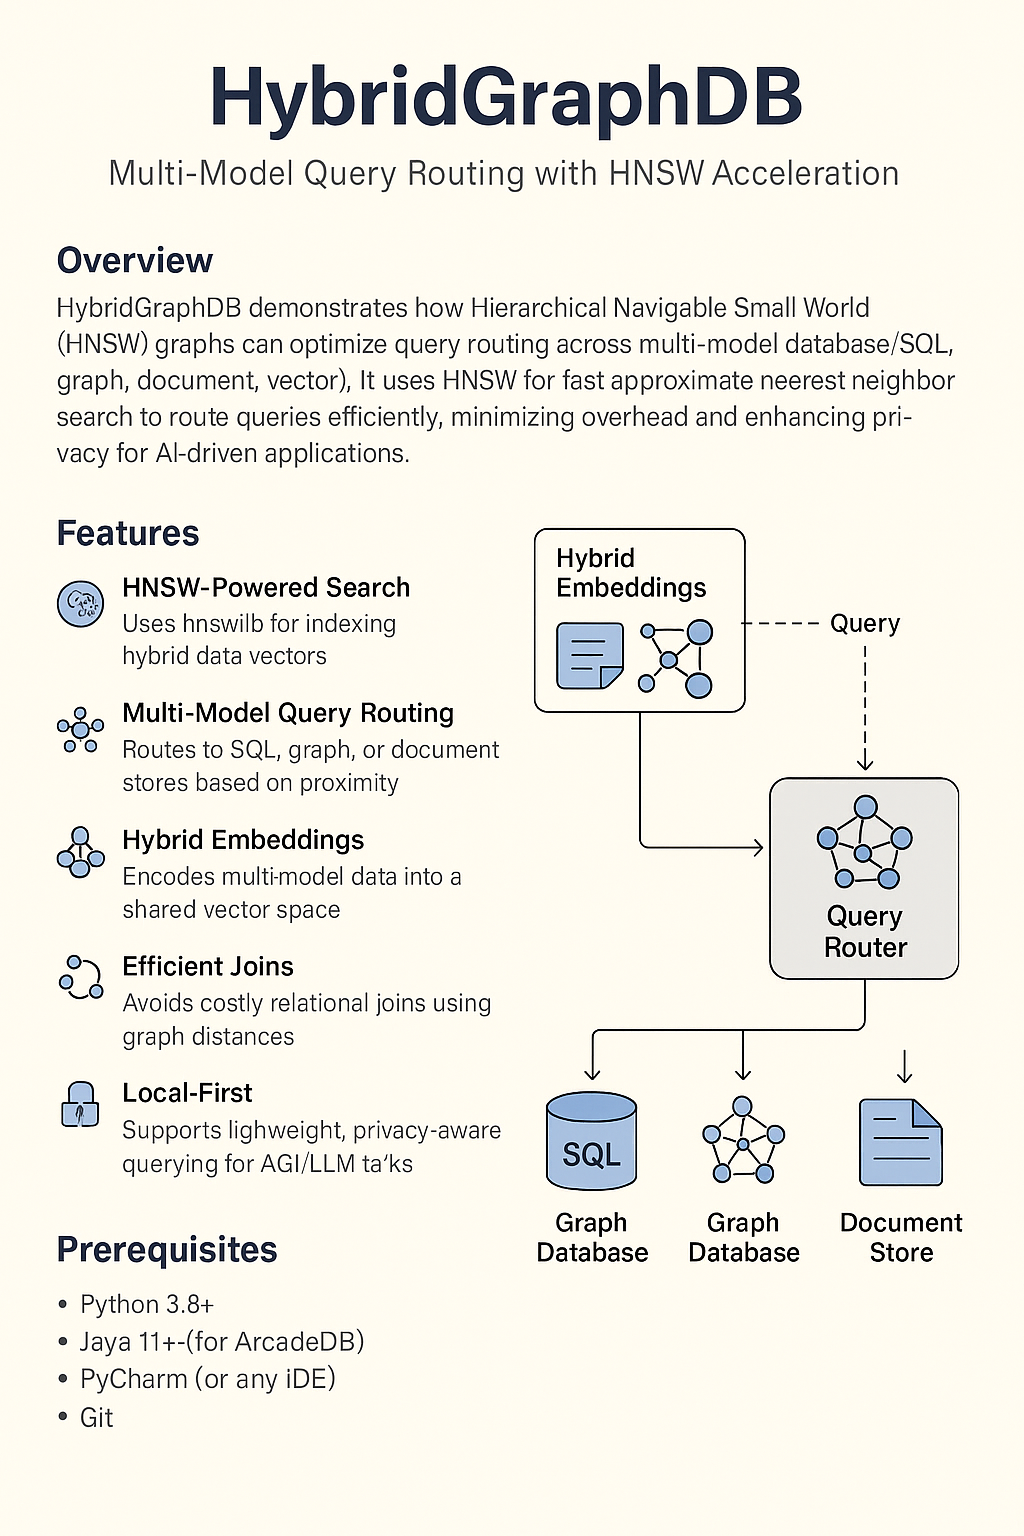 HybridGraphDB
Multi-Model Query Routing with HNSW Acceleration
Overview
HybridGraphDB demonstrates how Hierarchical Navigable Small World
(HNSW) graphs can optimize query routing across multi-model database/SQL,
graph, document, vector), It uses HNSW for fast approximate neerest neighbor
search to route queries efficiently, minimizing overhead and enhancing pri-
vacy for AI-driven applications.
Features
HNSW-Powered Search
Uses hnswilb for indexing
hybrid data vectors
Multi-Model Query Routing
Routes to SQL, graph, or document
stores based on proximity
Hybrid Embeddings
Encodes multi-model data into a
shared vector space
Efficient Joins
Avoids costly relational joins using
graph distances
Local-First
Supports lighweight, privacy-aware
querying for AGI/LLM ta'ks
Prerequisites
• Python 3.8+
• Jaya 11+-(for ArcadeDB)
• PyCharm (or any iDE)
• Git
Hybrid
Embeddings
Query
Query
Router
SQL
Graph
Database
Graph
Database
Document
Store